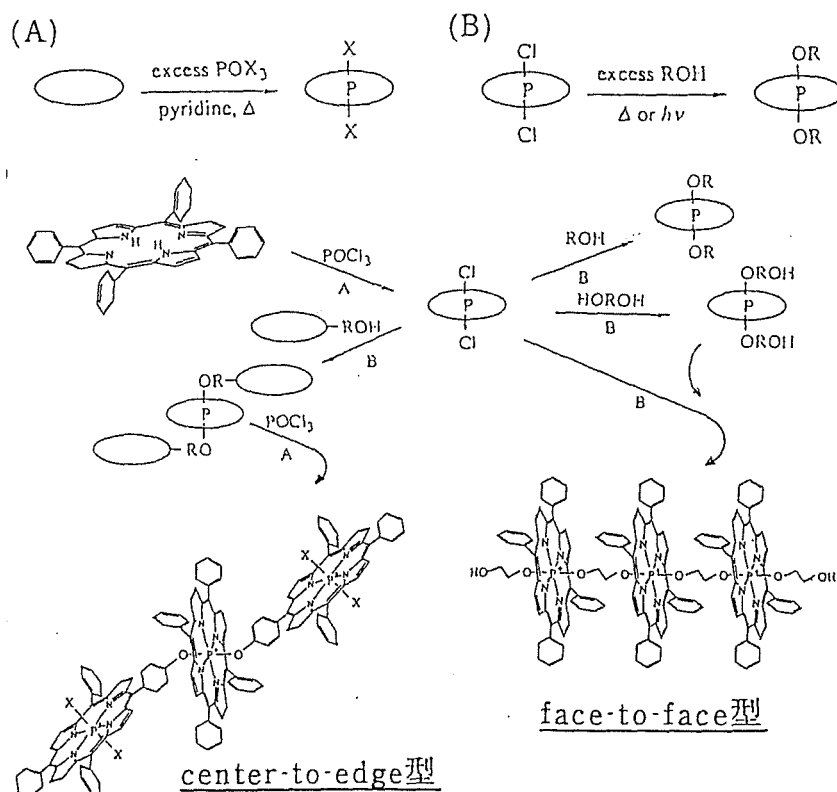 (A)
excess POX₃
pyridine, Δ
X
P
X
(B)
Cl
P
Cl
excess ROH
Δ or hν
OR
P
OR
NH
N
H
N
N
POCl₃
A
Cl
P
Cl
ROH
B
OR
P
OR
HOROH
B
OROH
P
OROH
B
ROH
B
OR
P
RO
POCl₃
A
X
N
N
P⁺
N
N
X
N
N
O
P⁺
O
N
N
X
N
N
P⁺
N
N
X
HO
O
P⁺
O
O
P⁺
O
O
P⁺
O
OH
N
N
N
N
N
N
N
N
N
N
N
N
center-to-edge型
face-to-face型